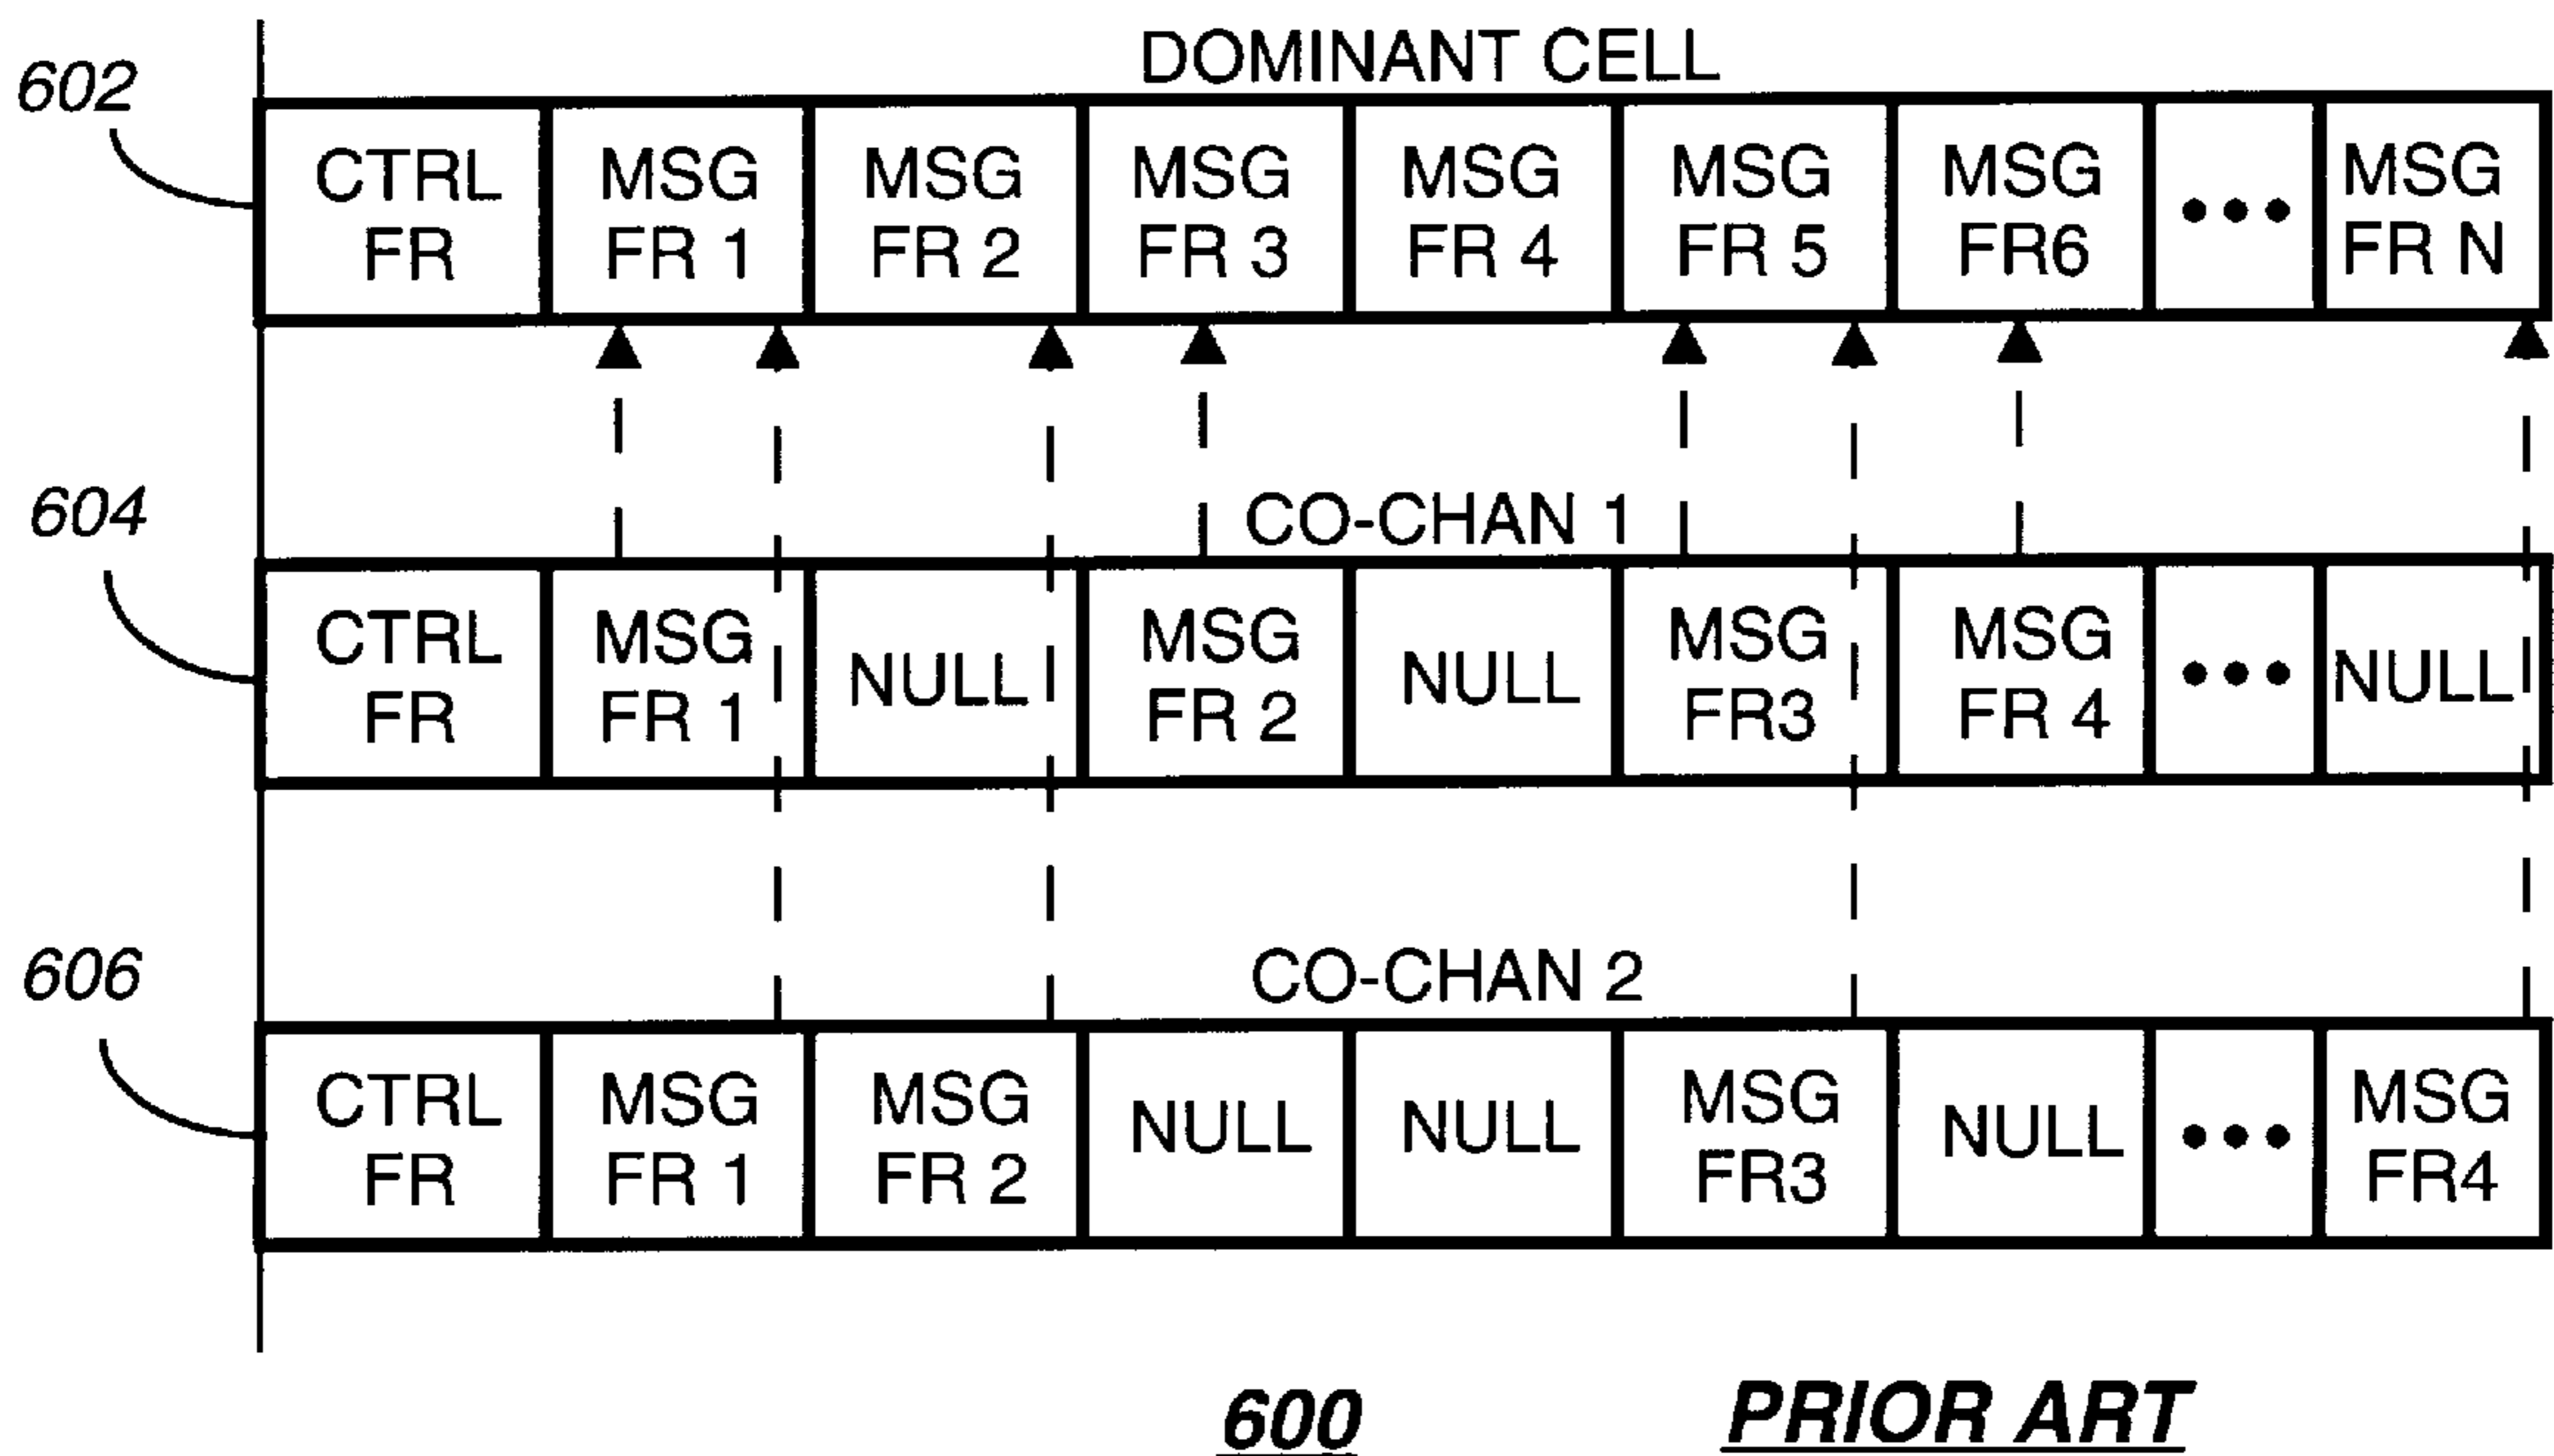 DOMINANT CELL
602
CTRL FR
MSG FR 1
MSG FR 2
MSG FR 3
MSG FR 4
MSG FR 5
MSG FR6
•••
MSG FR N
CO-CHAN 1
604
CTRL FR
MSG FR 1
NULL
MSG FR 2
NULL
MSG FR3
MSG FR 4
•••
NULL
CO-CHAN 2
606
CTRL FR
MSG FR 1
MSG FR 2
NULL
NULL
MSG FR3
NULL
•••
MSG FR4
600
PRIOR ART